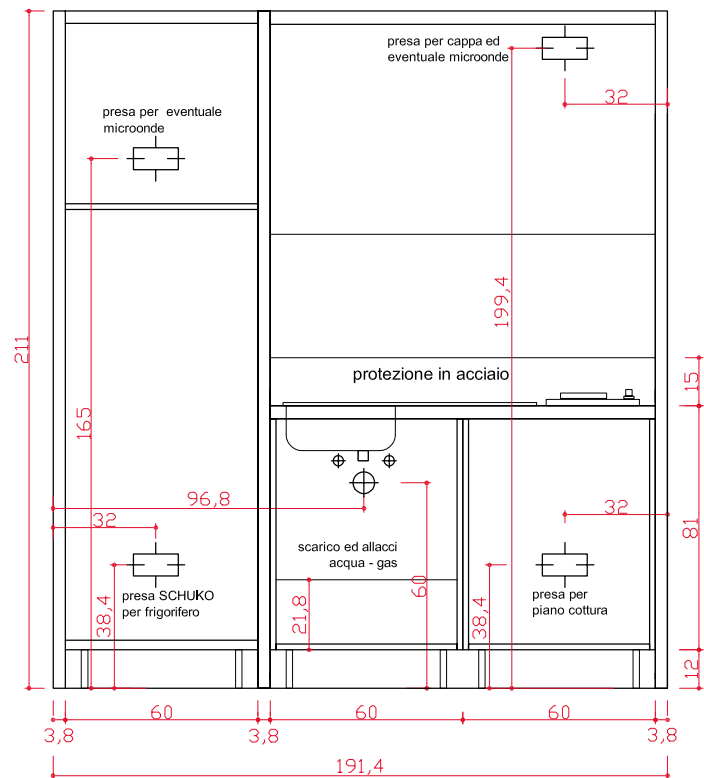 presa per cappa ed
eventuale microonde
32
presa per eventuale
microonde
199,4
211
165
protezione in acciaio
15
96,8
32
32
81
scarico ed allacci
acqua - gas
60
presa SCHUKO
per frigorifero
38,4
21,8
38,4
presa per
piano cottura
12
60
60
60
3,8
3,8
3,8
191,4